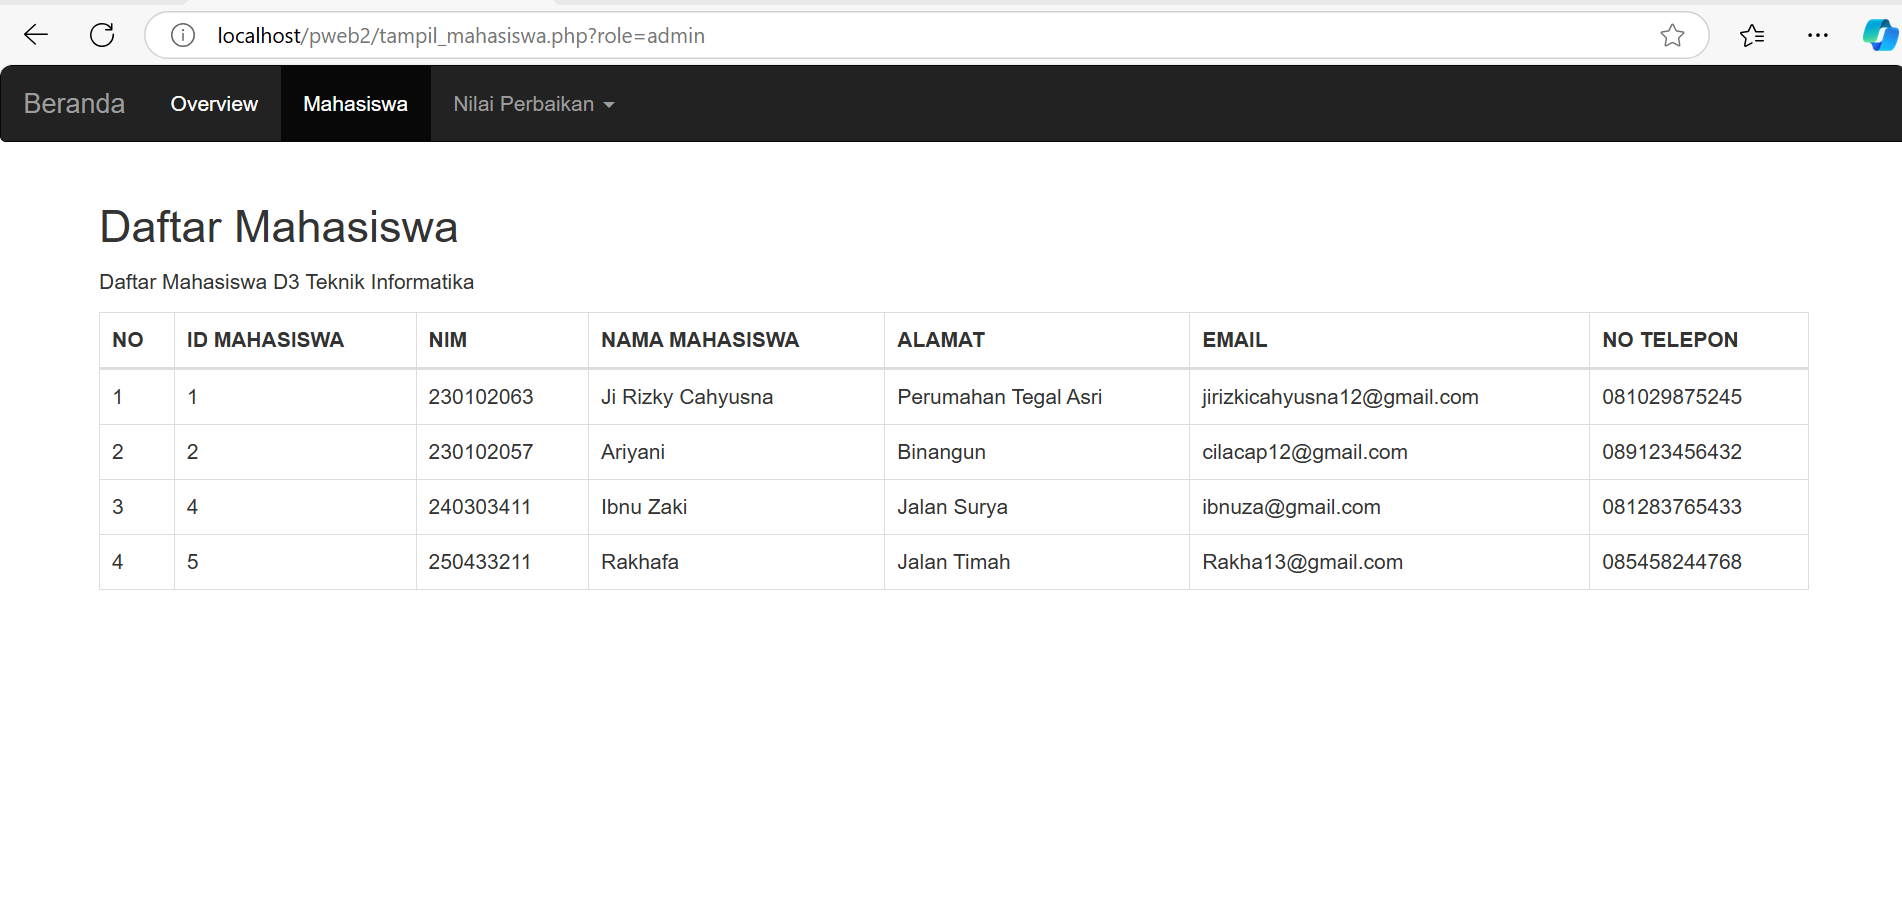 localhost/pweb2/tampil_mahasiswa.php?role=admin
Beranda Overview Mahasiswa Nilai Perbaikan
Daftar Mahasiswa
Daftar Mahasiswa D3 Teknik Informatika
NO ID MAHASISWA NIM NAMA MAHASISWA ALAMAT EMAIL NO TELEPON
1 1 230102063 Ji Rizky Cahyusna Perumahan Tegal Asri jirizkicahyusna12@gmail.com 081029875245
2 2 230102057 Ariyani Binangun cilacap12@gmail.com 089123456432
3 4 240303411 Ibnu Zaki Jalan Surya ibnuza@gmail.com 081283765433
4 5 250433211 Rakhafa Jalan Timah Rakha13@gmail.com 085458244768